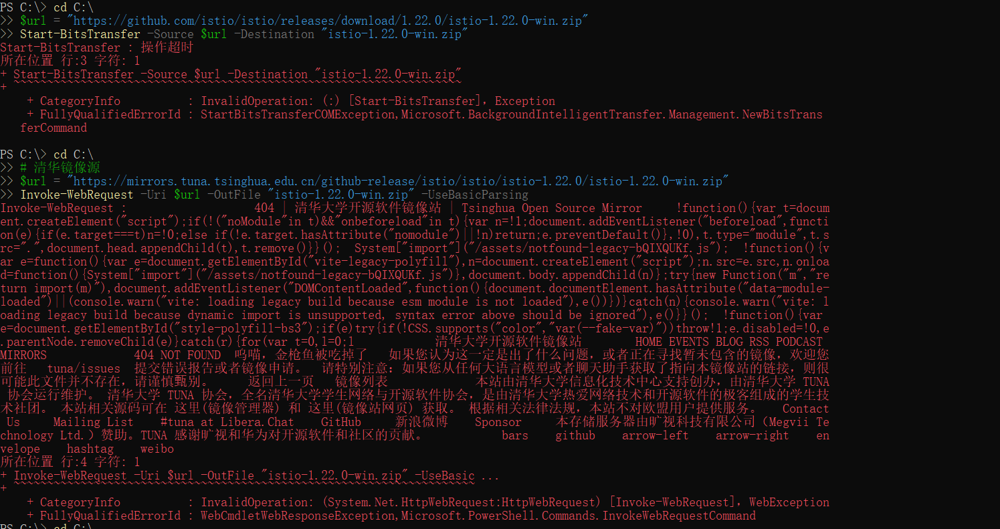 PS C:\> cd C:\
>> $url = "https://github.com/istio/istio/releases/download/1.22.0/istio-1.22.0-win.zip"
>> Start-BitsTransfer -Source $url -Destination "istio-1.22.0-win.zip"
Start-BitsTransfer : 操作超时
所在位置 行:3 字符: 1
+ Start-BitsTransfer -Source $url -Destination "istio-1.22.0-win.zip"
+ ~~~~~~~~~~~~~~~~~~~~~~~~~~~~~~~~~~~~~~~~~~~~~~~~~~~~~~~~~~~~~~~~~~~
    + CategoryInfo          : InvalidOperation: (:) [Start-BitsTransfer], Exception
    + FullyQualifiedErrorId : StartBitsTransferCOMException,Microsoft.BackgroundIntelligentTransfer.Management.NewBitsTrans
   ferCommand
PS C:\> cd C:\
>> # 清华镜像源
>> $url = "https://mirrors.tuna.tsinghua.edu.cn/github-release/istio/istio/istio-1.22.0/istio-1.22.0-win.zip"
>> Invoke-WebRequest -Uri $url -OutFile "istio-1.22.0-win.zip" -UseBasicParsing
Invoke-WebRequest :                   404 | 清华大学开源软件镜像站 | Tsinghua Open Source Mirror     !function(){var t=docum
ent.createElement("script");if(!("noModule"in t)&&"onbeforeload"in t){var n=!1;document.addEventListener("beforeload",functi
on(e){if(e.target===t)n=!0;else if(!e.target.hasAttribute("nomodule")||!n)return;e.preventDefault()},!0),t.type="module",t.s
rc=".",document.head.appendChild(t),t.remove()}}();  System["import"]("/assets/notfound-legacy-bQIXQUKf.js");  !function(){v
ar e=function(){var e=document.getElementById("vite-legacy-polyfill"),n=document.createElement("script");n.src=e.src,n.onloa
d=function(){System["import"]("/assets/notfound-legacy-bQIXQUKf.js")},document.body.appendChild(n)};try{new Function("m","re
turn import(m)"),document.addEventListener("DOMContentLoaded",function(){document.documentElement.hasAttribute("data-module-
loaded")||(console.warn("vite: loading legacy build because esm module is not loaded"),e())})}catch(n){console.warn("vite: l
oading legacy build because dynamic import is unsupported, syntax error above should be ignored"),e()}}();  !function(){var
e=document.getElementById("style-polyfill-bs3");if(e)try{if(!CSS.supports("color","var(--fake-var)"))throw!1;e.disabled=!0,e
.parentNode.removeChild(e)}catch(r){for(var t=0,l=0;l            清华大学开源软件镜像站        HOME EVENTS BLOG RSS PODCAST
MIRRORS             404 NOT FOUND  呜喵，金枪鱼被吃掉了   如果您认为这一定是出了什么问题，或者正在寻找暂未包含的镜像，欢迎您
前往   tuna/issues  提交错误报告或者镜像申请。  请特别注意：如果您从任何大语言模型或者聊天助手获取了指向本镜像站的链接，则很
可能此文件并不存在，请谨慎甄别。     返回上一页   镜像列表             本站由清华大学信息化技术中心支持创办，由清华大学 TUNA
 协会运行维护。 清华大学 TUNA 协会，全名清华大学学生网络与开源软件协会，是由清华大学热爱网络技术和开源软件的极客组成的学生技
术社团。 本站相关源码可在 这里(镜像管理器) 和 这里(镜像站网页) 获取。 根据相关法律法规，本站不对欧盟用户提供服务。   Contact
 Us     Mailing List    #tuna at Libera.Chat    GitHub     新浪微博    Sponsor     本存储服务器由旷视科技有限公司（Megvii Te
chnology Ltd.）赞助。TUNA 感谢旷视和华为对开源软件和社区的贡献。            bars    github    arrow-left    arrow-right    en
velope    hashtag    weibo
所在位置 行:4 字符: 1
+ Invoke-WebRequest -Uri $url -OutFile "istio-1.22.0-win.zip" -UseBasic ...
+ ~~~~~~~~~~~~~~~~~~~~~~~~~~~~~~~~~~~~~~~~~~~~~~~~~~~~~~~~~~~~~~~~~~~~~
    + CategoryInfo          : InvalidOperation: (System.Net.HttpWebRequest:HttpWebRequest) [Invoke-WebRequest]，WebException
    + FullyQualifiedErrorId : WebCmdletWebResponseException,Microsoft.PowerShell.Commands.InvokeWebRequestCommand
PS C:\> cd C:\